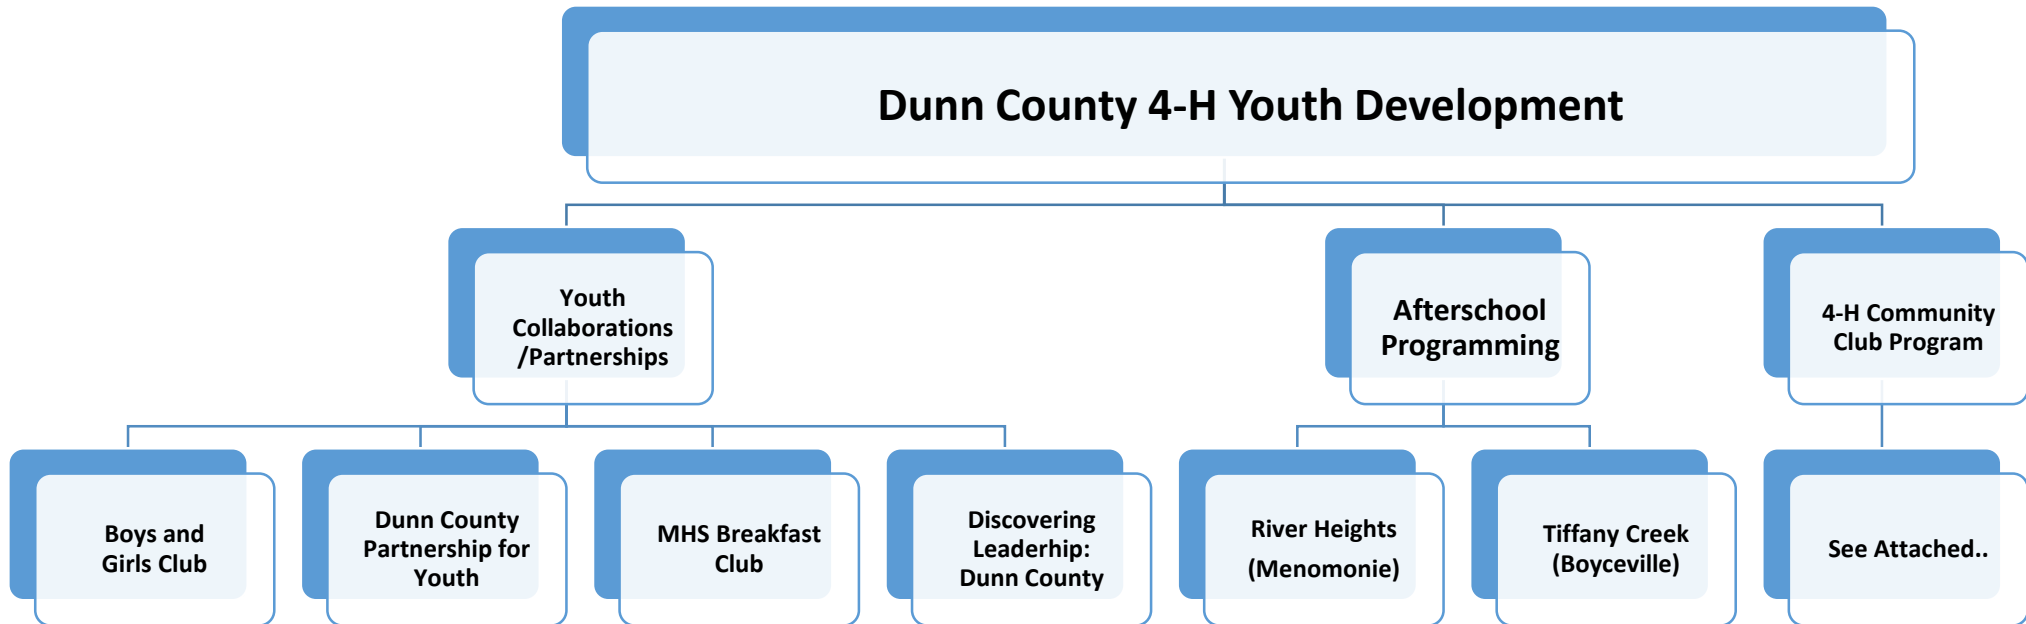 Dunn County 4-H Youth Development
Youth
Collaborations
/Partnerships
Afterschool
Programming
4-H Community
Club Program
Boys and
Girls Club
Dunn County
Partnership for
Youth
MHS Breakfast
Club
Discovering
Leaderhip:
Dunn County
River Heights
(Menomonie)
Tiffany Creek
(Boyceville)
See Attached..